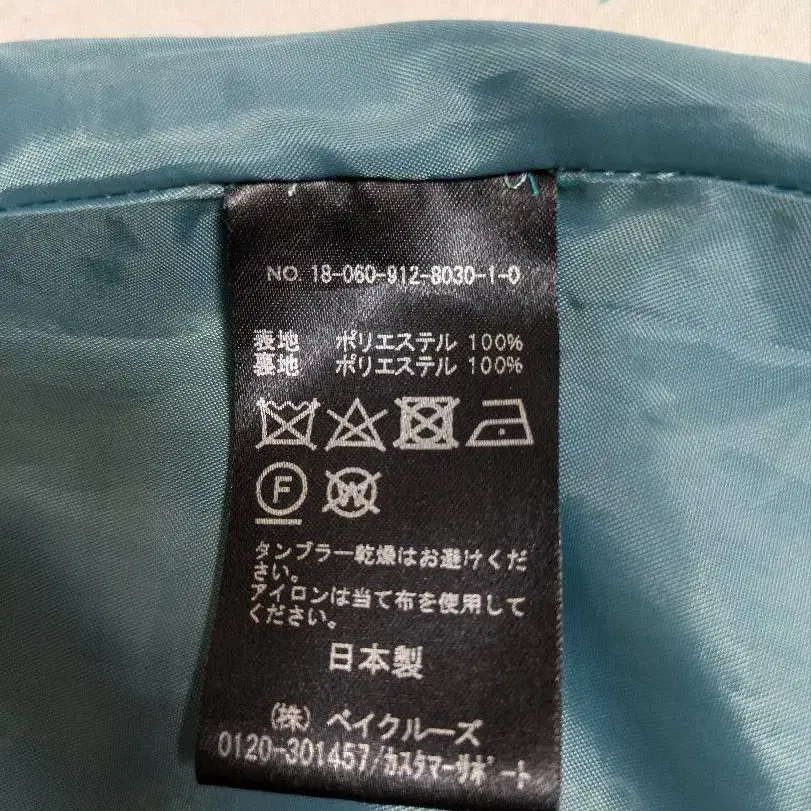 NO. 18-060-912-8030-1-0
表地 ポリエステル 100%
裏地 ポリエステル 100%
F
W
タンブラー乾燥はお避けくだ
さい。
アイロンは当て布を使用して
ください。
日本製
(株) ベイクルーズ
0120-301457/カスタマーサポート